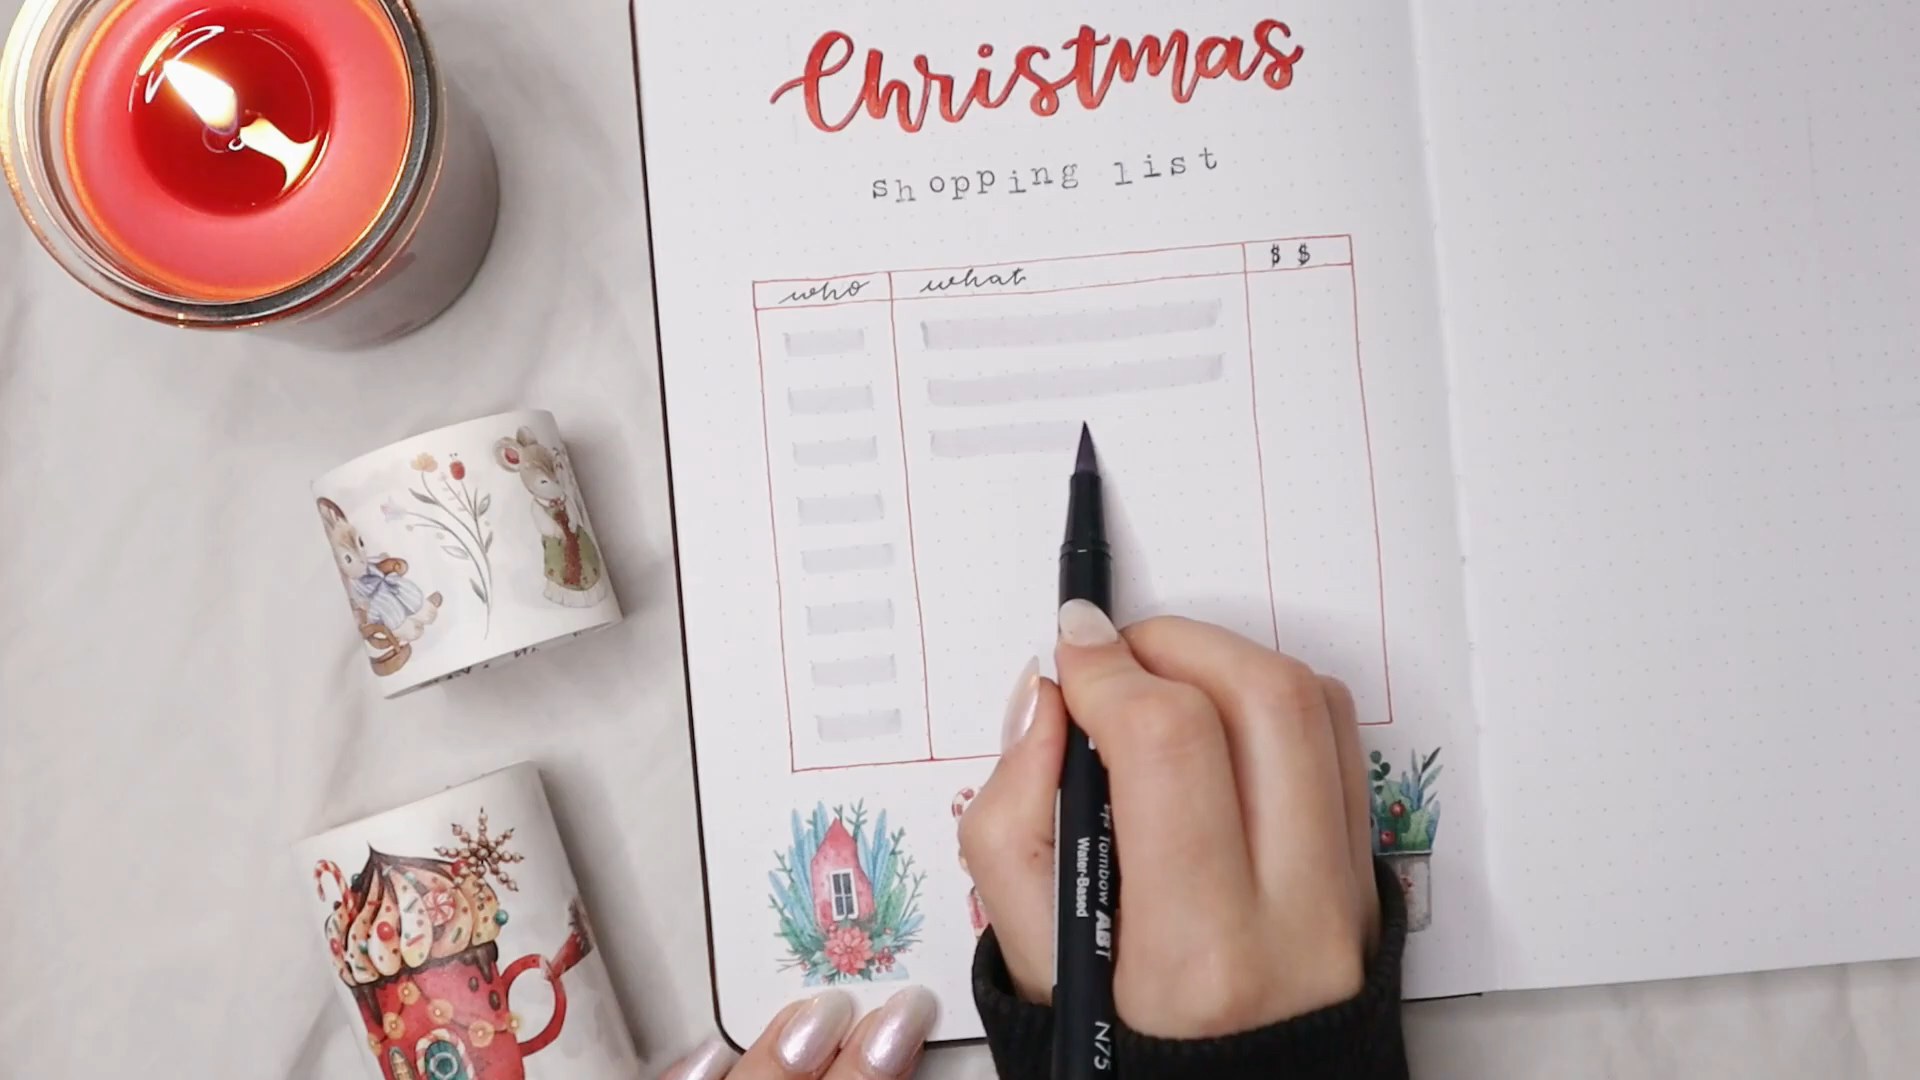 Christmas
shopping list
who what $ $
Tombow ABT
Water-Based
N75